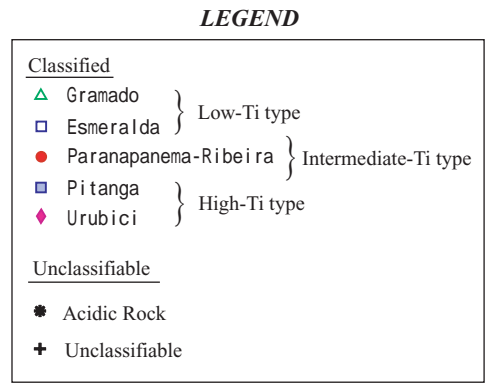 LEGEND
Classified
Gramado
Esmeralda
Low-Ti type
Paranapanema-Ribeira
Intermediate-Ti type
Pitanga
Urubici
High-Ti type
Unclassifiable
Acidic Rock
Unclassifiable